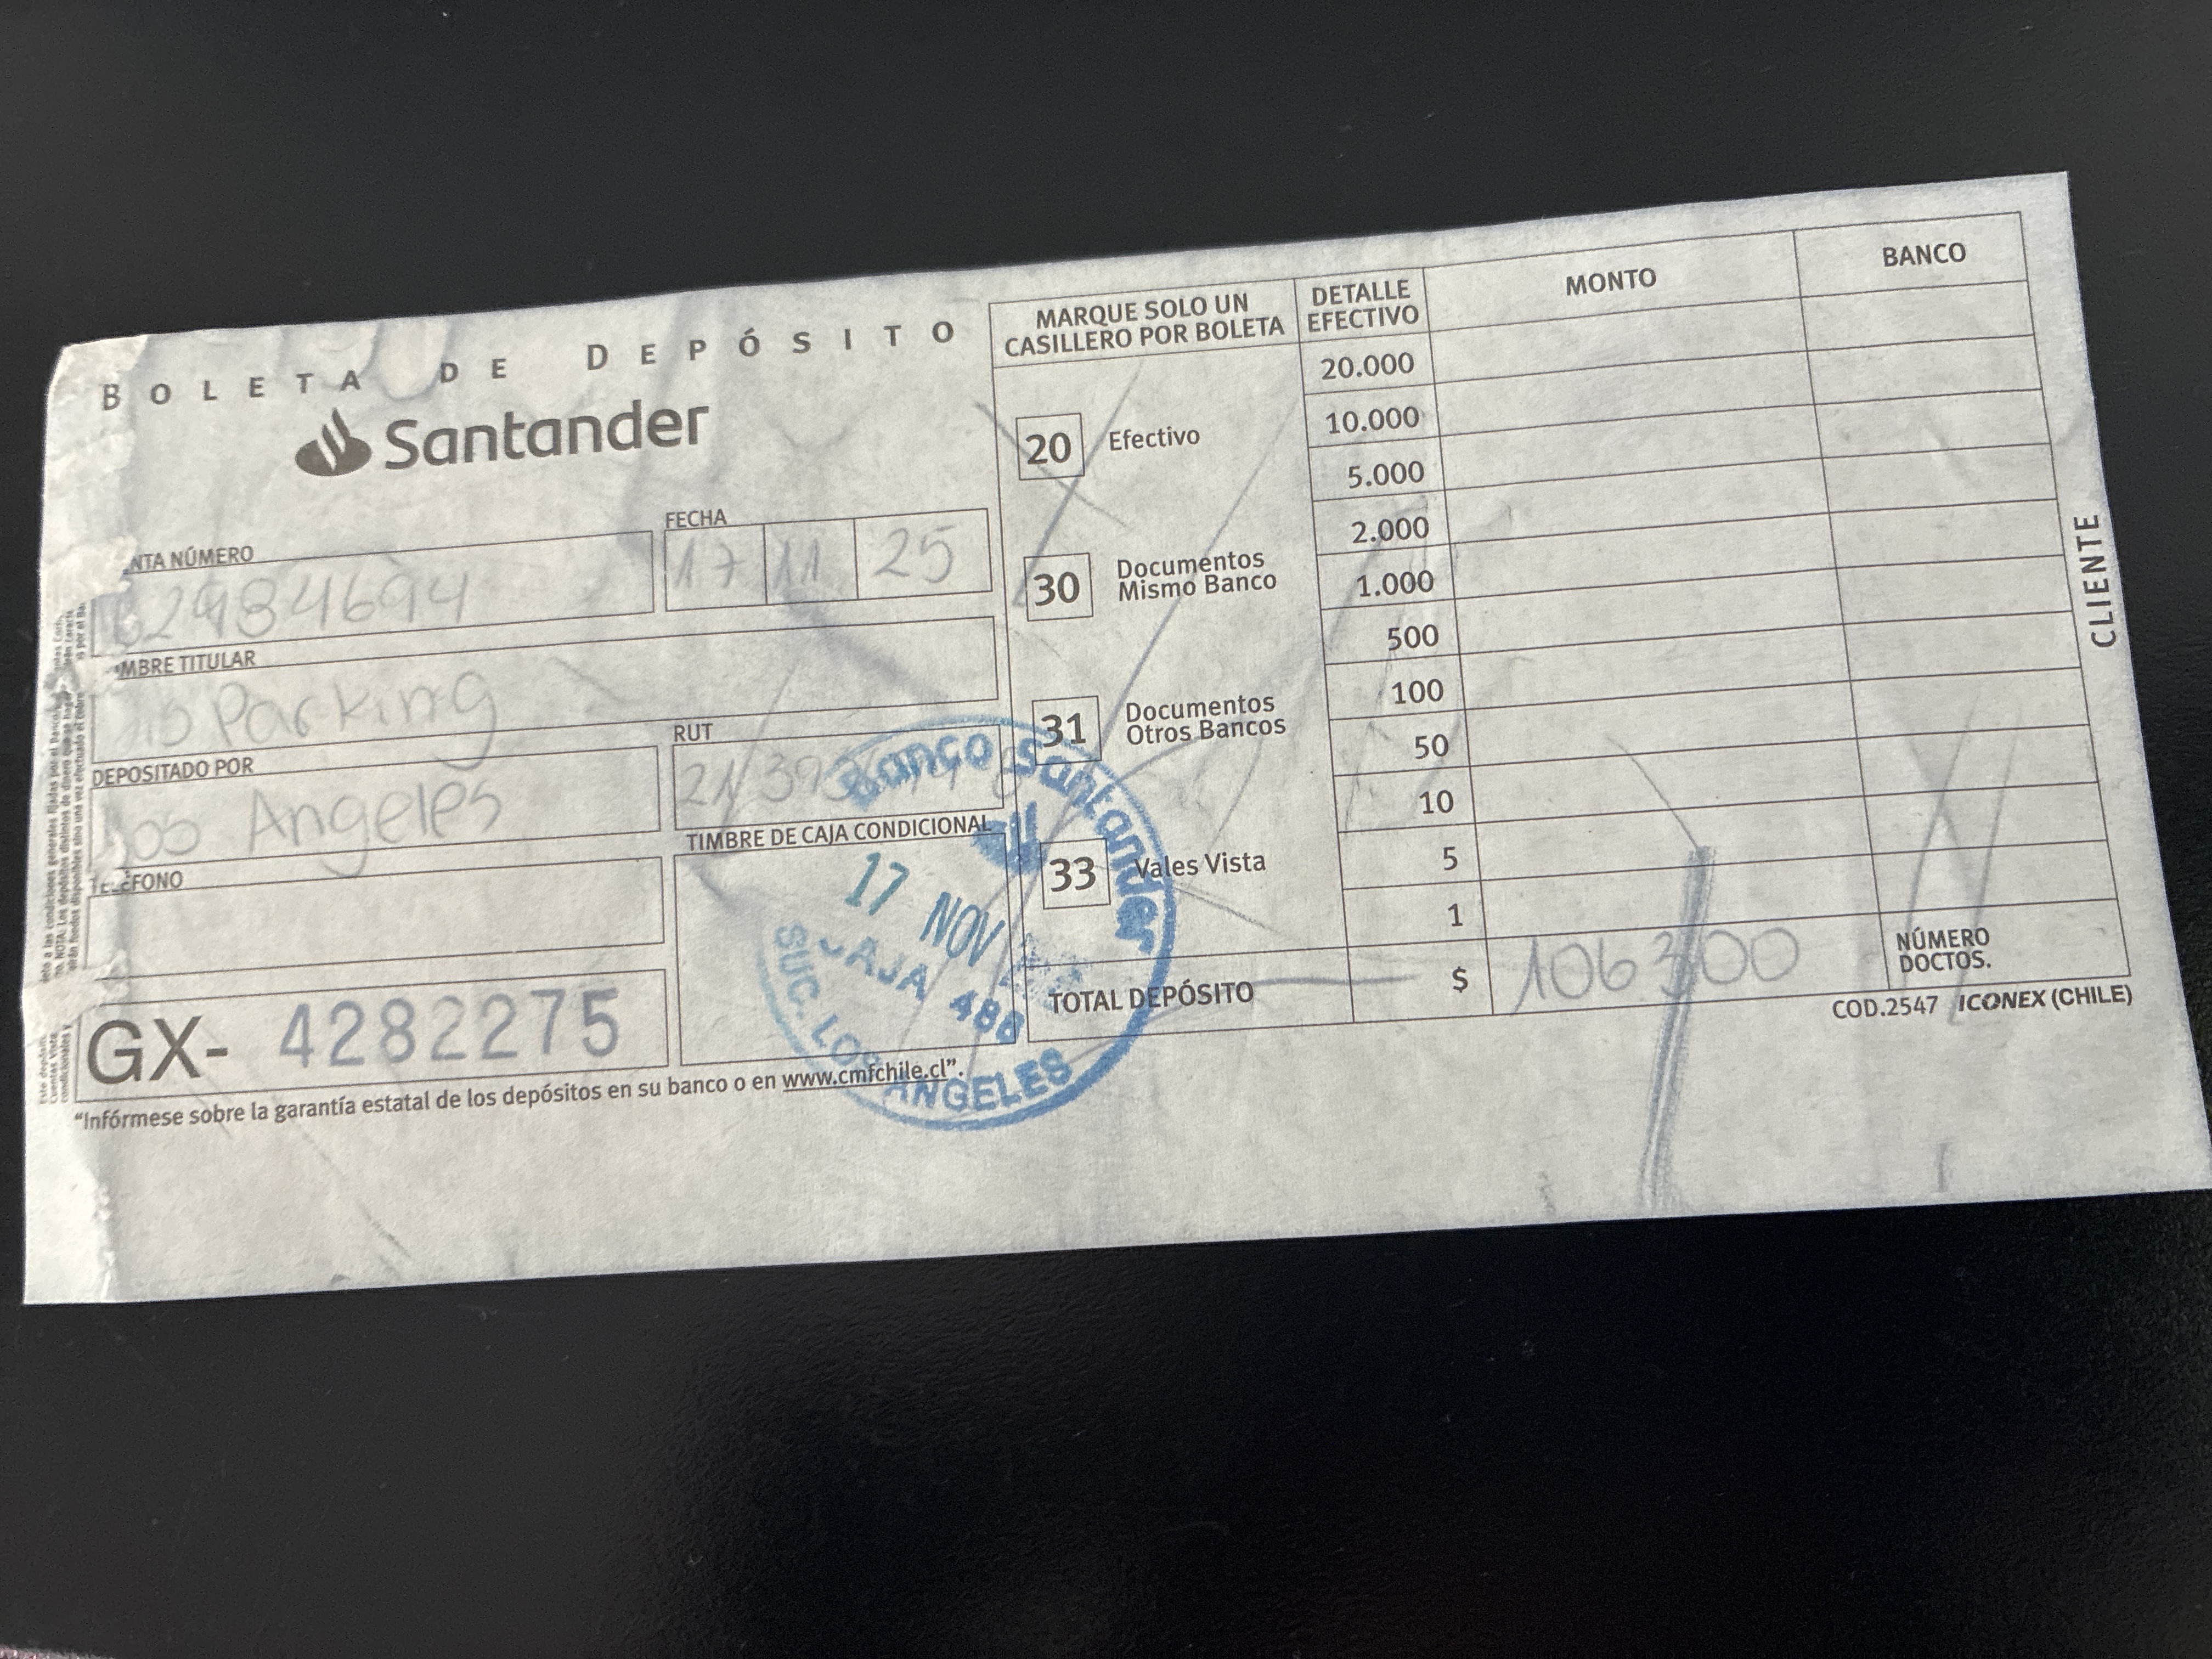 BOLETA DE DEPÓSITO
Santander
NTA NÚMERO
2984694
FECHA
17 11 25
MBRE TITULAR
Parking
DEPOSITADO POR
Angeles
RUT
TELÉFONO
TIMBRE DE CAJA CONDICIONAL
GX- 4282275
"Infórmese sobre la garantía estatal de los depósitos en su banco o en www.cmfchile.cl".
MARQUE SOLO UN
CASILLERO POR BOLETA
20 Efectivo
30 Documentos
Mismo Banco
31 Documentos
Otros Bancos
33 Vales Vista
TOTAL DEPÓSITO
DETALLE
EFECTIVO
20.000
10.000
5.000
2.000
1.000
500
100
50
10
5
1
$ 106300
MONTO
BANCO
NÚMERO
DOCTOS.
COD.2547 ICONEX (CHILE)
CLIENTE
Banco Santander
17 NOV
CAJA 488
SUC. LOS ANGELES